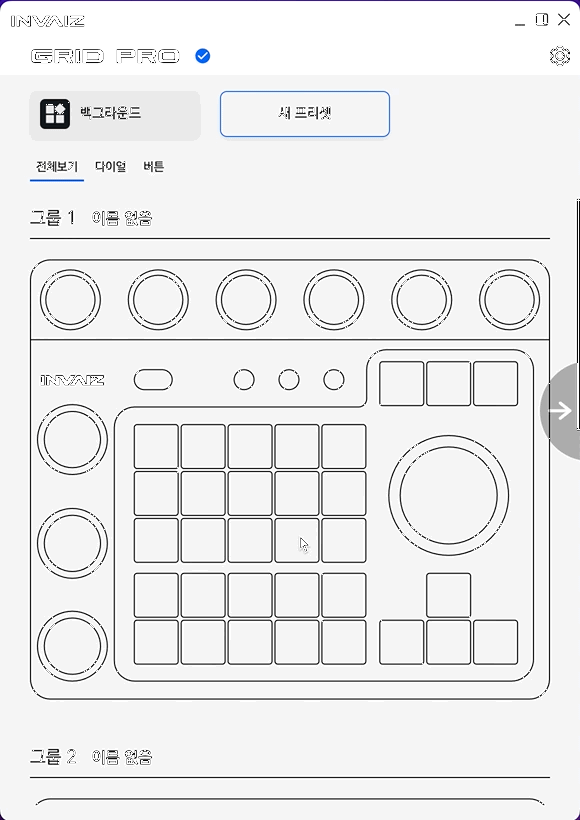 INVAIZ
GRID PRO
백그라운드
새 프리셋
전체보기 다이얼 버튼
그룹 1 이름 없음
INVAIZ
그룹 2 이름 없음